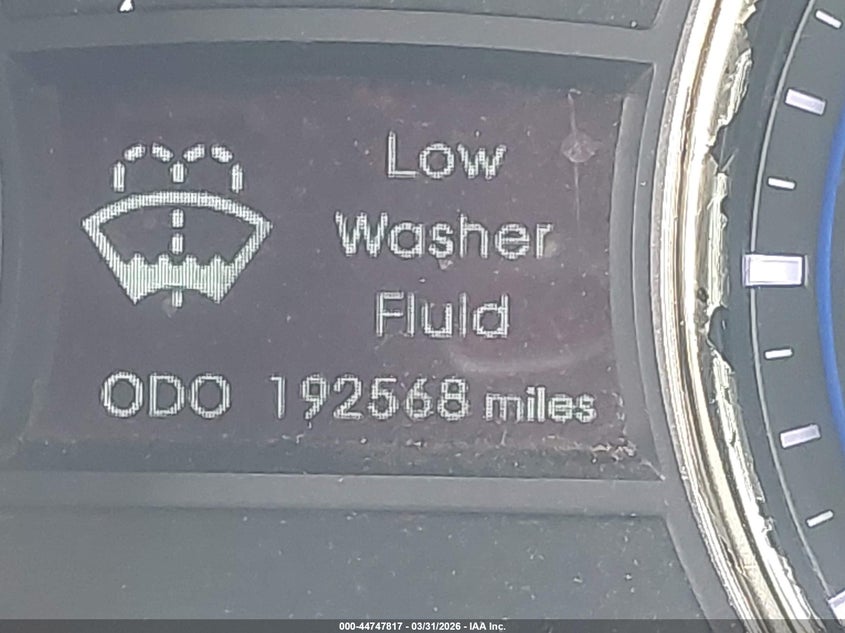 Low
Washer
Fluid
ODO 192568 miles
000-44747817 - 03/31/2026 - IAA Inc.